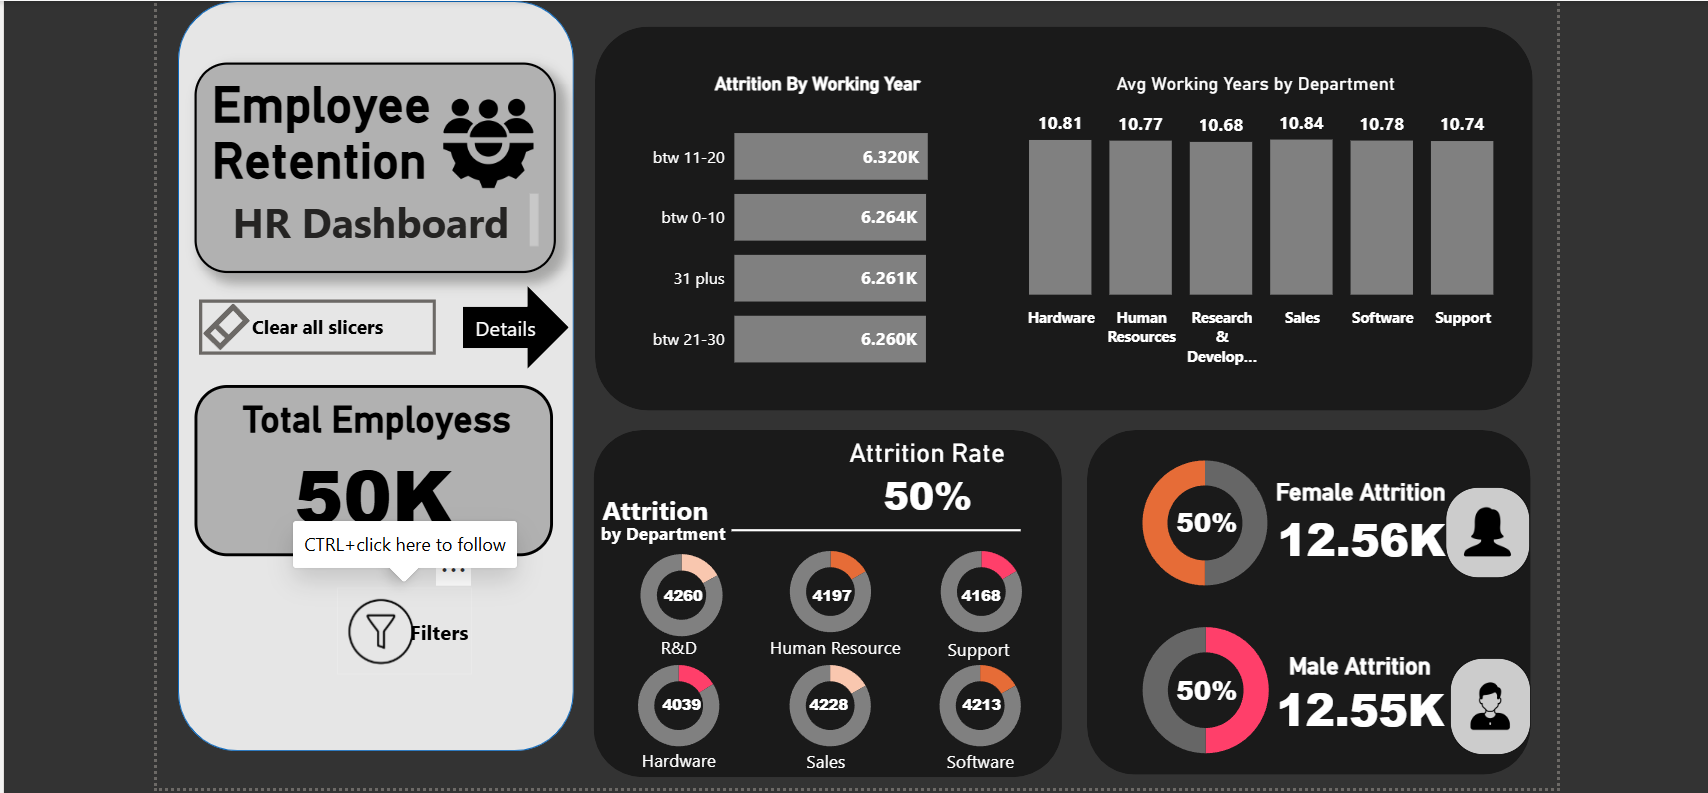 Employee
Retention
HR Dashboard
Clear all slicers
Details
Total Employess
50K
CTRL+click here to follow
...
Filters
Attrition By Working Year
btw 11-20 6.320K
btw 0-10 6.264K
31 plus 6.261K
btw 21-30 6.260K
Avg Working Years by Department
10.81 10.77 10.68 10.84 10.78 10.74
Hardware Human Research Sales Software Support
Resources &
Develop...
Attrition Rate
50%
Attrition
by Department
4260 4197 4168
R&D Human Resource Support
4039 4228 4213
Hardware Sales Software
50%
Female Attrition
12.56K
50%
Male Attrition
12.55K